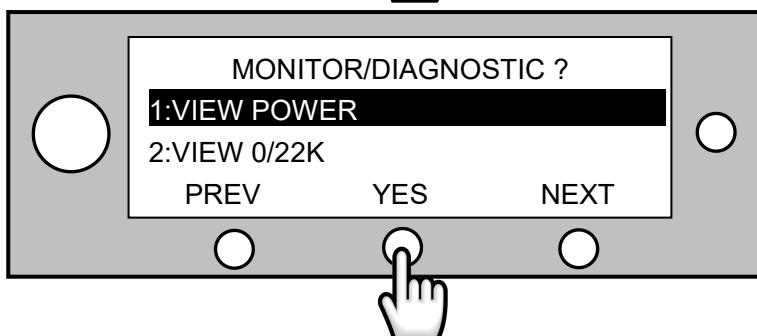 MONITOR/DIAGNOSTIC ?
1:VIEW POWER
2:VIEW 0/22K
PREV YES NEXT